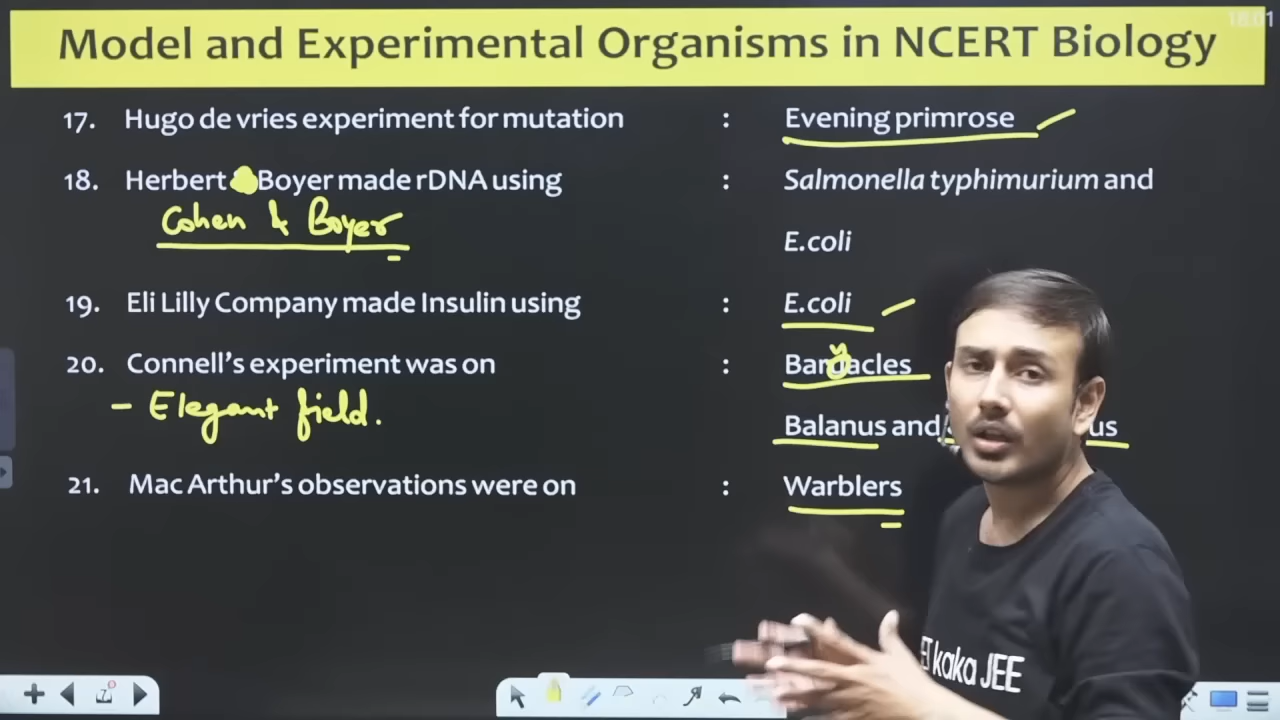 18:01
Model and Experimental Organisms in NCERT Biology
17. Hugo de vries experiment for mutation : Evening primrose
18. Herbert Boyer made rDNA using : Salmonella typhimurium and
Cohen & Boyer
E.coli
19. Eli Lilly Company made Insulin using : E.coli
20. Connell's experiment was on : Barnacles
- Elegant field.
Balanus and
21. Mac Arthur's observations were on : Warblers
kaka JEE